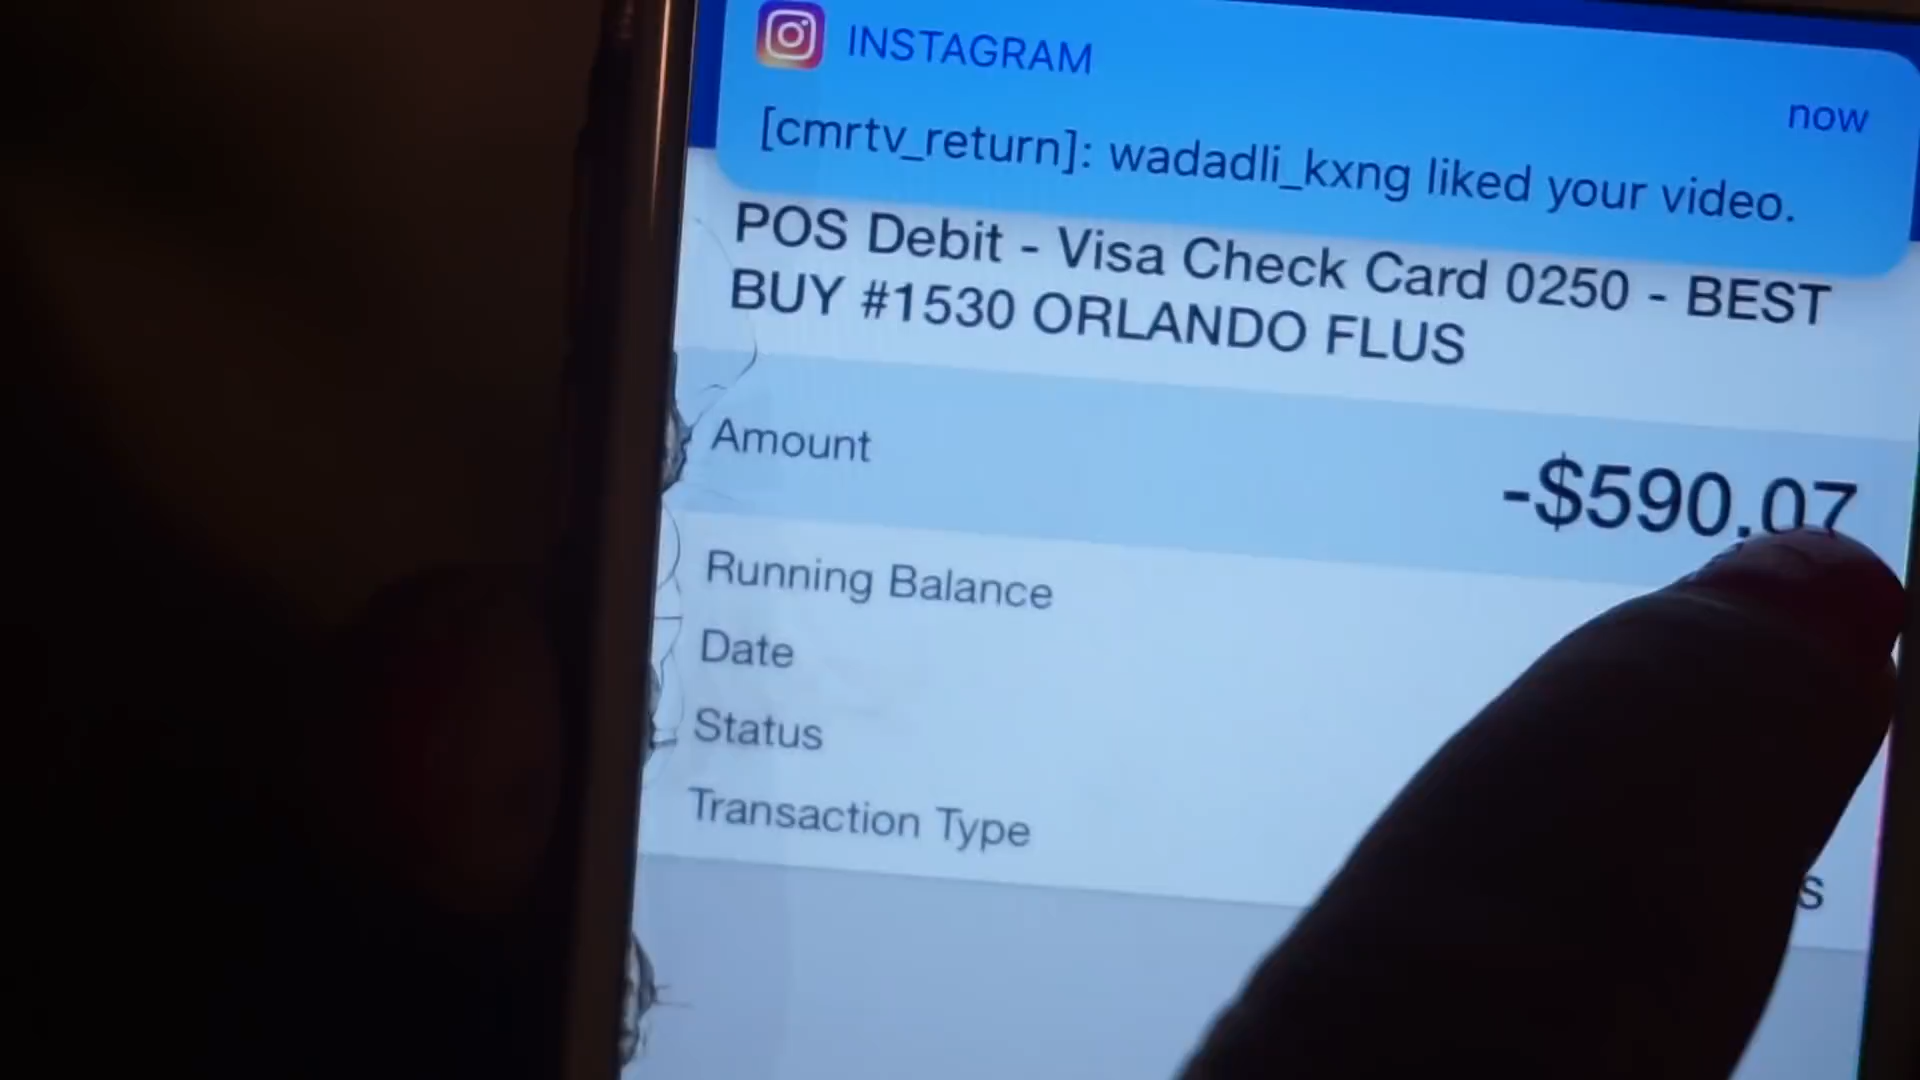 INSTAGRAM
now
[cmrtv_return]: wadadli_kxng liked your video.
POS Debit - Visa Check Card 0250 - BEST
BUY #1530 ORLANDO FLUS
Amount
-$590.07
Running Balance
Date
Status
Transaction Type
s